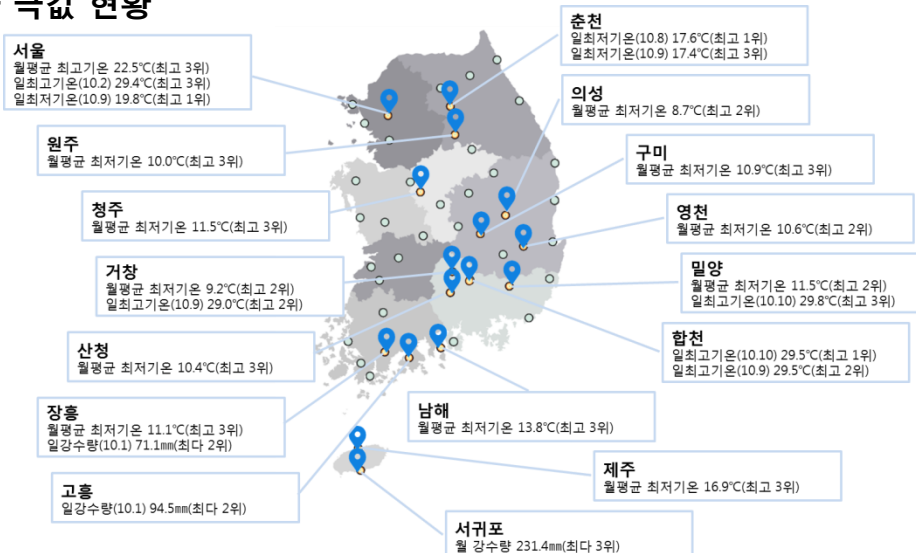 극값 현황
서울
월평균 최고기온 22.5℃(최고 3위)
일최고기온(10.2) 29.4℃(최고 3위)
일최저기온(10.9) 19.8℃(최고 1위)
춘천
일최저기온(10.8) 17.6℃(최고 1위)
일최저기온(10.9) 17.4℃(최고 3위)
의성
월평균 최저기온 8.7℃(최고 2위)
원주
월평균 최저기온 10.0℃(최고 3위)
구미
월평균 최저기온 10.9℃(최고 3위)
청주
월평균 최저기온 11.5℃(최고 3위)
영천
월평균 최저기온 10.6℃(최고 2위)
거창
월평균 최저기온 9.2℃(최고 2위)
일최고기온(10.9) 29.0℃(최고 2위)
밀양
월평균 최저기온 11.5℃(최고 2위)
일최고기온(10.10) 29.8℃(최고 3위)
산청
월평균 최저기온 10.4℃(최고 3위)
합천
일최고기온(10.10) 29.5℃(최고 1위)
일최고기온(10.9) 29.5℃(최고 2위)
장흥
월평균 최저기온 11.1℃(최고 3위)
일강수량(10.1) 71.1㎜(최다 2위)
남해
월평균 최저기온 13.8℃(최고 3위)
고흥
일강수량(10.1) 94.5㎜(최다 2위)
제주
월평균 최저기온 16.9℃(최고 3위)
서귀포
월 강수량 231.4㎜(최다 3위)